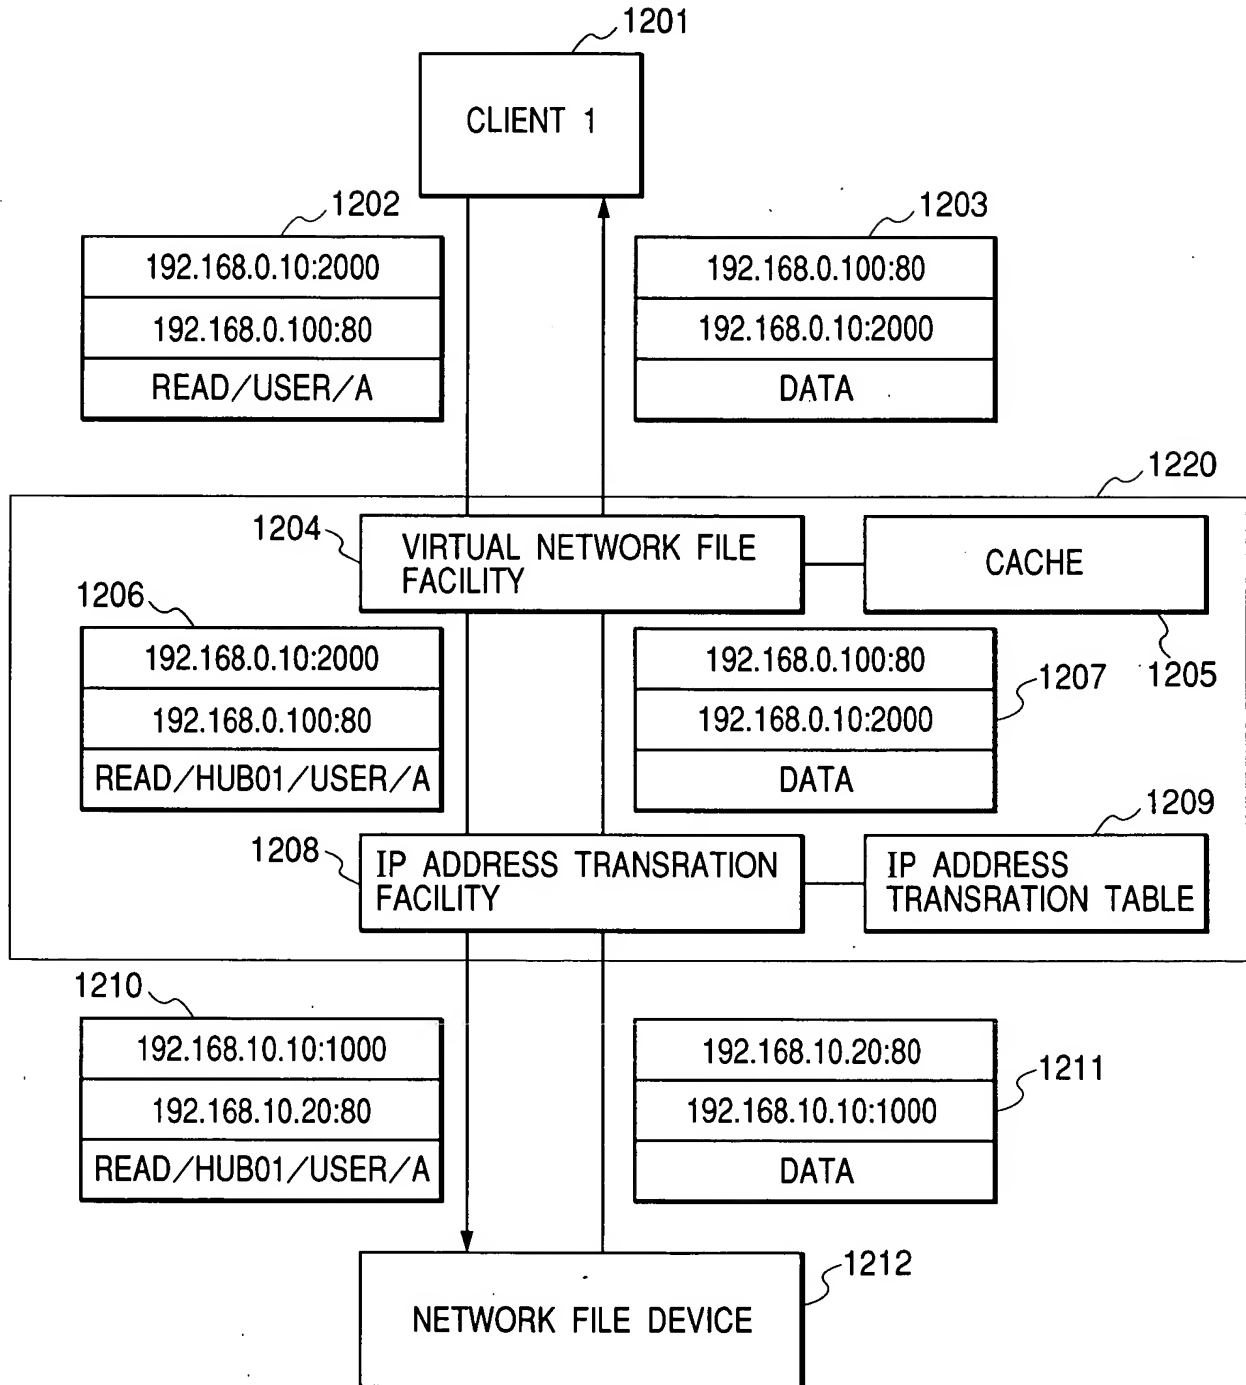 1201
CLIENT 1
1202
192.168.0.10:2000
192.168.0.100:80
READ/USER/A
1203
192.168.0.100:80
192.168.0.10:2000
DATA
1220
1204
VIRTUAL NETWORK FILE
FACILITY
CACHE
1205
1206
192.168.0.10:2000
192.168.0.100:80
READ/HUB01/USER/A
192.168.0.100:80
192.168.0.10:2000
DATA
1207
1208
IP ADDRESS TRANSRATION
FACILITY
1209
IP ADDRESS
TRANSRATION TABLE
1210
192.168.10.10:1000
192.168.10.20:80
READ/HUB01/USER/A
192.168.10.20:80
192.168.10.10:1000
DATA
1211
1212
NETWORK FILE DEVICE